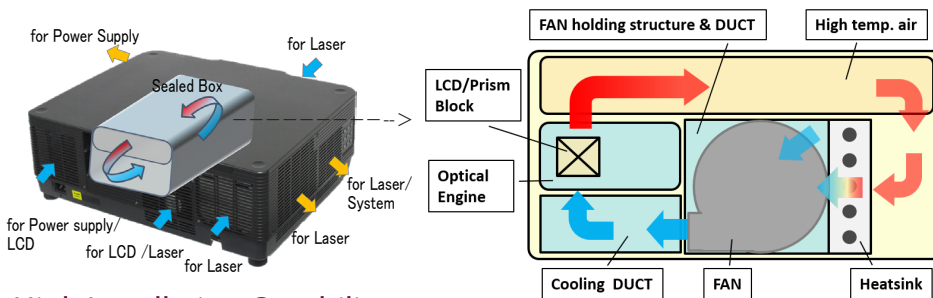 for Power Supply
for Laser
Sealed Box
for Power supply/
LCD
for LCD /Laser
for Laser
for Laser
for Laser/
System
FAN holding structure & DUCT
High temp. air
LCD/Prism
Block
Optical
Engine
Cooling DUCT
FAN
Heatsink